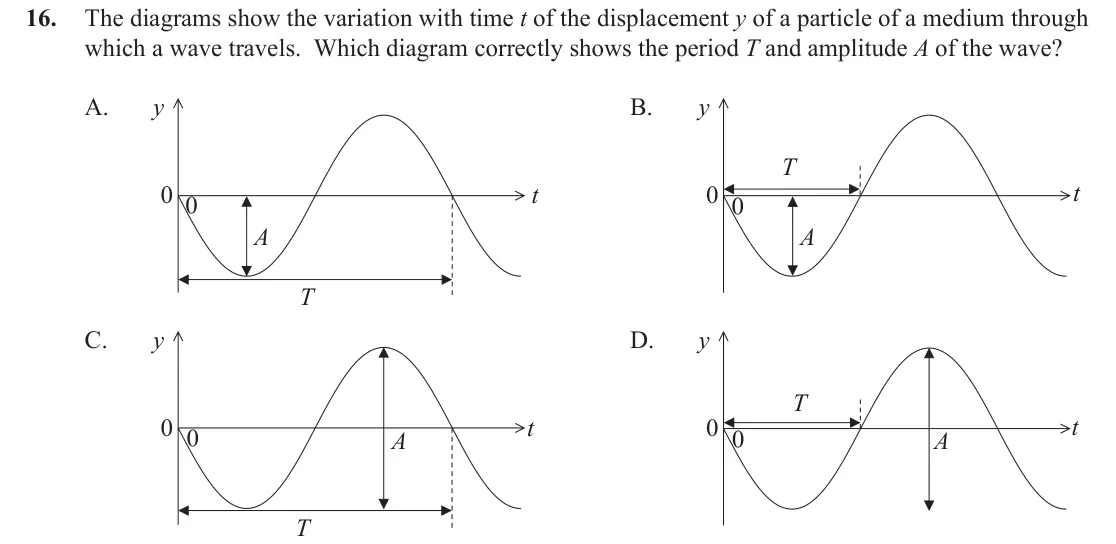 16. The diagrams show the variation with time t of the displacement y of a particle of a medium through
which a wave travels. Which diagram correctly shows the period T and amplitude A of the wave?
A.
y
0
0
A
t
T
B.
y
T
0
0
A
t
C.
y
0
0
A
t
T
D.
y
T
0
0
A
t